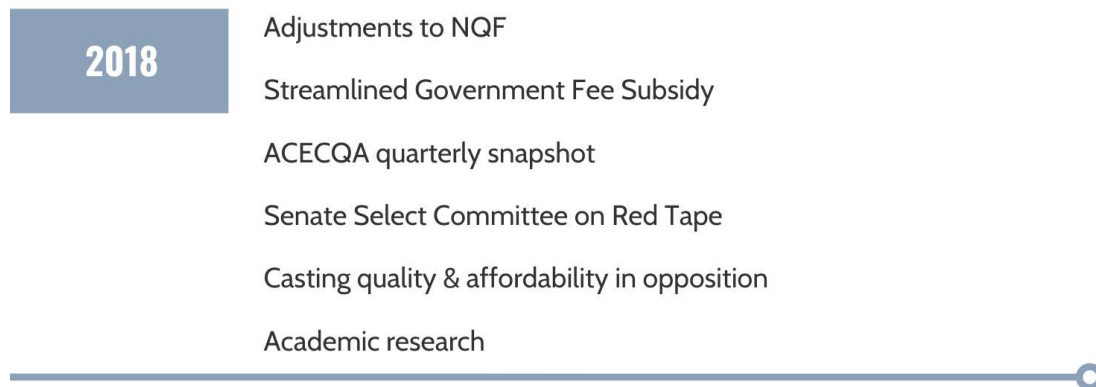 2018
Adjustments to NQF
Streamlined Government Fee Subsidy
ACECQA quarterly snapshot
Senate Select Committee on Red Tape
Casting quality & affordability in opposition
Academic research